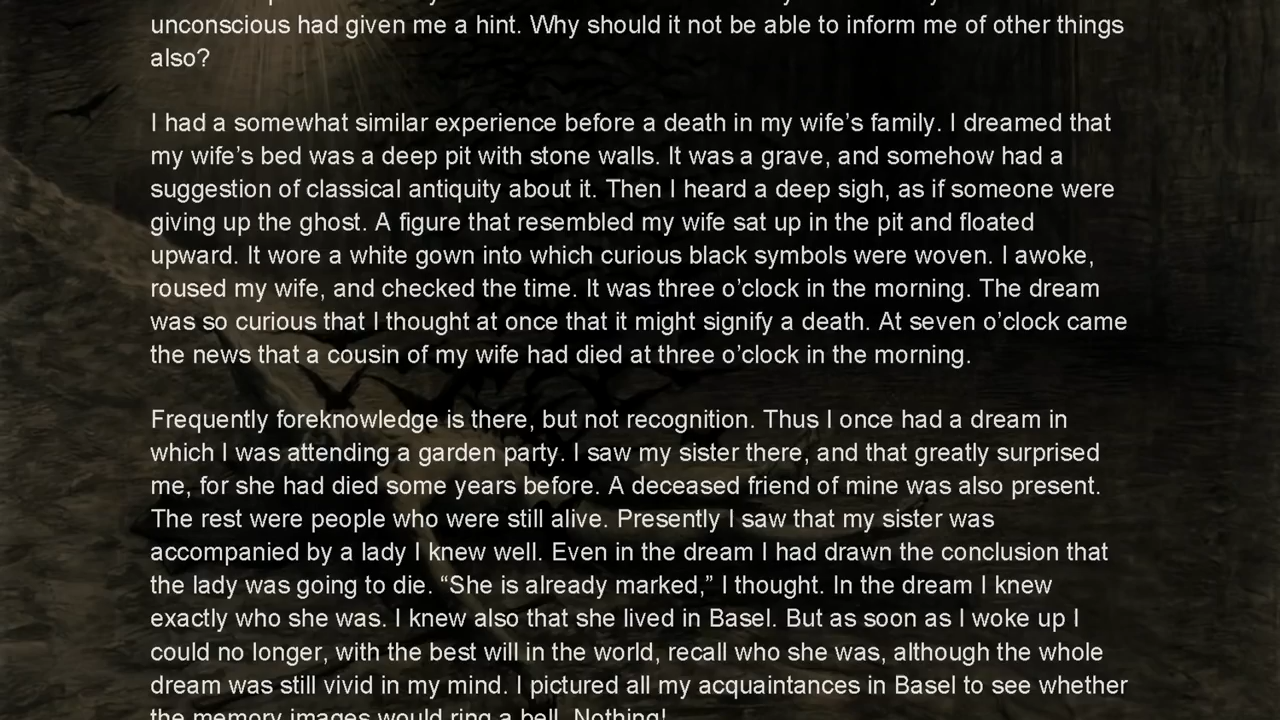 unconscious had given me a hint. Why should it not be able to inform me of other things
also?
I had a somewhat similar experience before a death in my wife’s family. I dreamed that
my wife’s bed was a deep pit with stone walls. It was a grave, and somehow had a
suggestion of classical antiquity about it. Then I heard a deep sigh, as if someone were
giving up the ghost. A figure that resembled my wife sat up in the pit and floated
upward. It wore a white gown into which curious black symbols were woven. I awoke,
roused my wife, and checked the time. It was three o’clock in the morning. The dream
was so curious that I thought at once that it might signify a death. At seven o’clock came
the news that a cousin of my wife had died at three o’clock in the morning.
Frequently foreknowledge is there, but not recognition. Thus I once had a dream in
which I was attending a garden party. I saw my sister there, and that greatly surprised
me, for she had died some years before. A deceased friend of mine was also present.
The rest were people who were still alive. Presently I saw that my sister was
accompanied by a lady I knew well. Even in the dream I had drawn the conclusion that
the lady was going to die. “She is already marked,” I thought. In the dream I knew
exactly who she was. I knew also that she lived in Basel. But as soon as I woke up I
could no longer, with the best will in the world, recall who she was, although the whole
dream was still vivid in my mind. I pictured all my acquaintances in Basel to see whether
the memory images would ring a bell. Nothing!